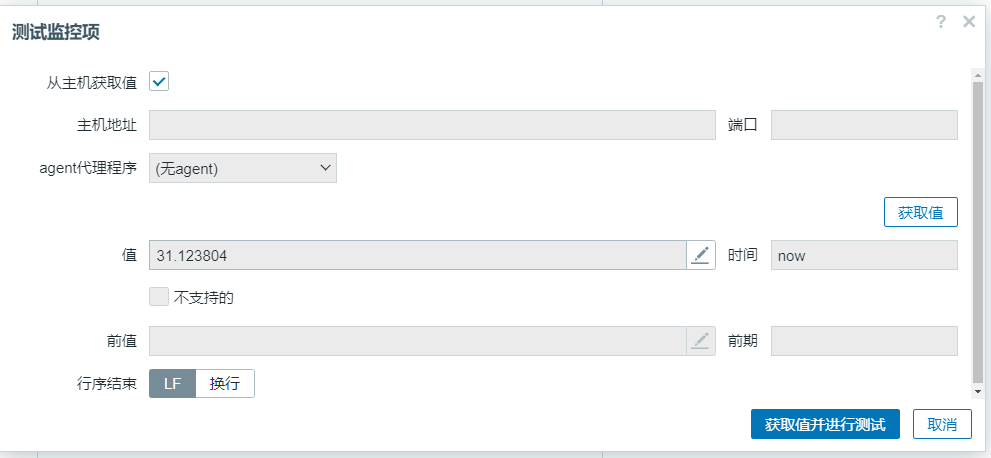 测试监控项
? ×
从主机获取值
主机地址 端口
agent代理程序 (无agent)
获取值
值 31.123804 时间 now
不支持的
前值 前期
行序结束 LF 换行
获取值并进行测试 取消